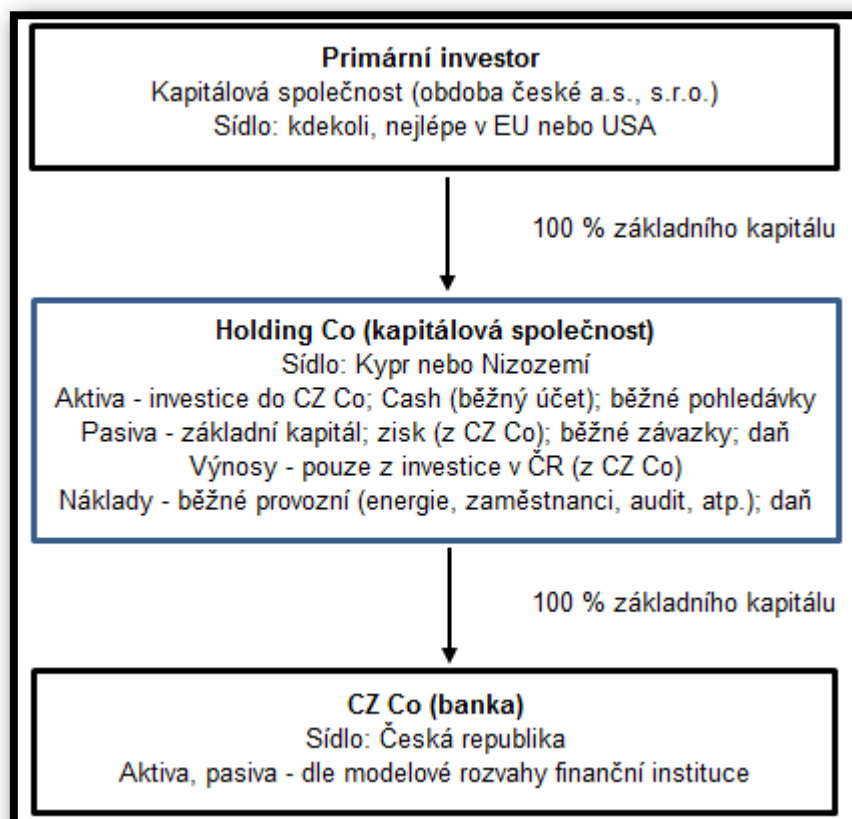 Primární investor
Kapitálová společnost (obdoba české a.s., s.r.o.)
Sídlo: kdekoli, nejlépe v EU nebo USA
100 % základního kapitálu
Holding Co (kapitálová společnost)
Sídlo: Kypr nebo Nizozemí
Aktiva - investice do CZ Co; Cash (běžný účet); běžné pohledávky
Pasiva - základní kapitál; zisk (z CZ Co); běžné závazky; daň
Výnosy - pouze z investice v ČR (z CZ Co)
Náklady - běžné provozní (energie, zaměstnanci, audit, atp.); daň
100 % základního kapitálu
CZ Co (banka)
Sídlo: Česká republika
Aktiva, pasiva - dle modelové rozvahy finanční instituce